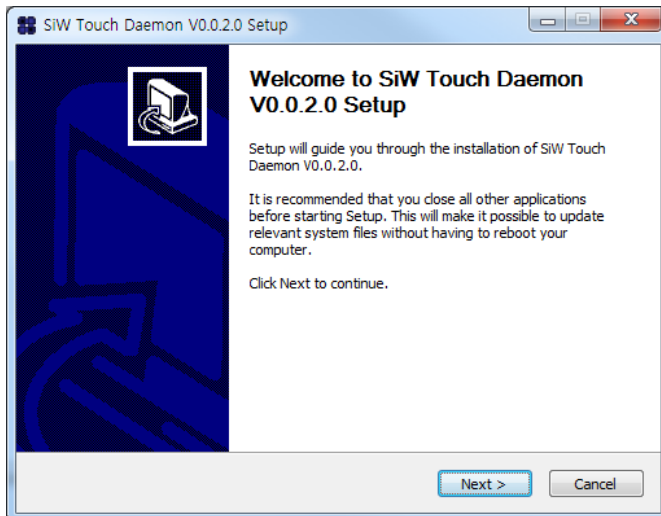 SiW Touch Daemon V0.0.2.0 Setup
Welcome to SiW Touch Daemon
V0.0.2.0 Setup
Setup will guide you through the installation of SiW Touch
Daemon V0.0.2.0.
It is recommended that you close all other applications
before starting Setup. This will make it possible to update
relevant system files without having to reboot your
computer.
Click Next to continue.
Next >
Cancel